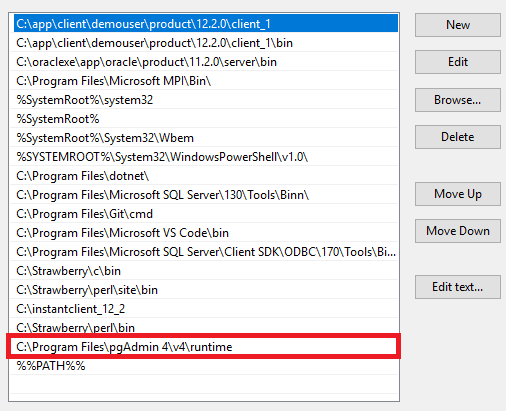 C:\app\client\demouser\product\12.2.0\client_1
C:\app\client\demouser\product\12.2.0\client_1\bin
C:\oraclexe\app\oracle\product\11.2.0\server\bin
C:\Program Files\Microsoft MPI\Bin\
%SystemRoot%\system32
%SystemRoot%
%SystemRoot%\System32\Wbem
%SYSTEMROOT%\System32\WindowsPowerShell\v1.0\
C:\Program Files\dotnet\
C:\Program Files\Microsoft SQL Server\130\Tools\Binn\
C:\Program Files\Git\cmd
C:\Program Files\Microsoft VS Code\bin
C:\Program Files\Microsoft SQL Server\Client SDK\ODBC\170\Tools\Bi...
C:\Strawberry\c\bin
C:\Strawberry\perl\site\bin
C:\instantclient_12_2
C:\Strawberry\perl\bin
C:\Program Files\pgAdmin 4\v4\runtime
%%PATH%%
New
Edit
Browse...
Delete
Move Up
Move Down
Edit text...